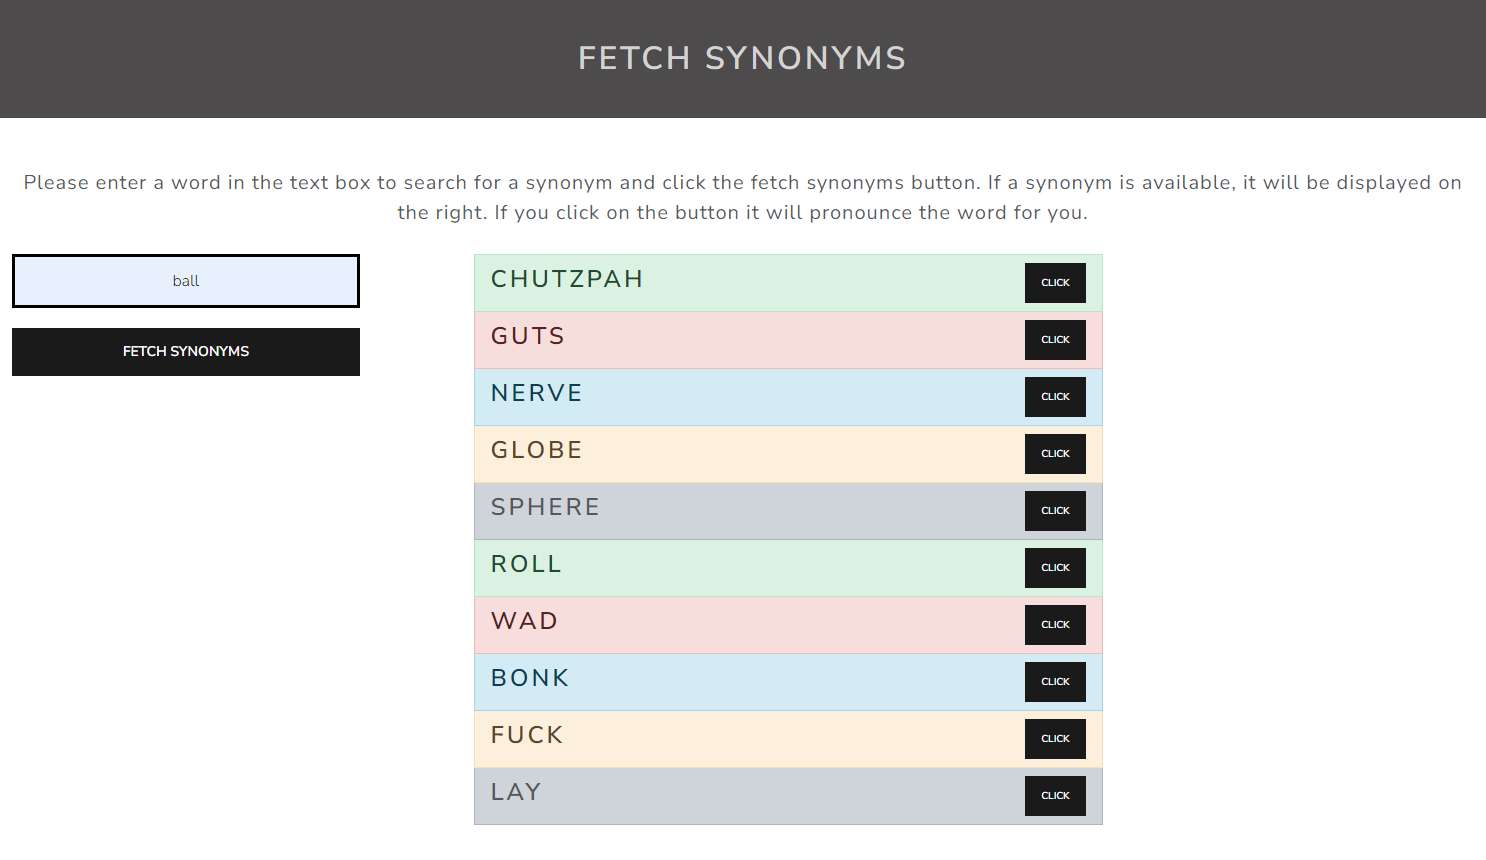 FETCH SYNONYMS
Please enter a word in the text box to search for a synonym and click the fetch synonyms button. If a synonym is available, it will be displayed on
the right. If you click on the button it will pronounce the word for you.
ball
FETCH SYNONYMS
CHUTZPAH CLICK
GUTS CLICK
NERVE CLICK
GLOBE CLICK
SPHERE CLICK
ROLL CLICK
WAD CLICK
BONK CLICK
FUCK CLICK
LAY CLICK